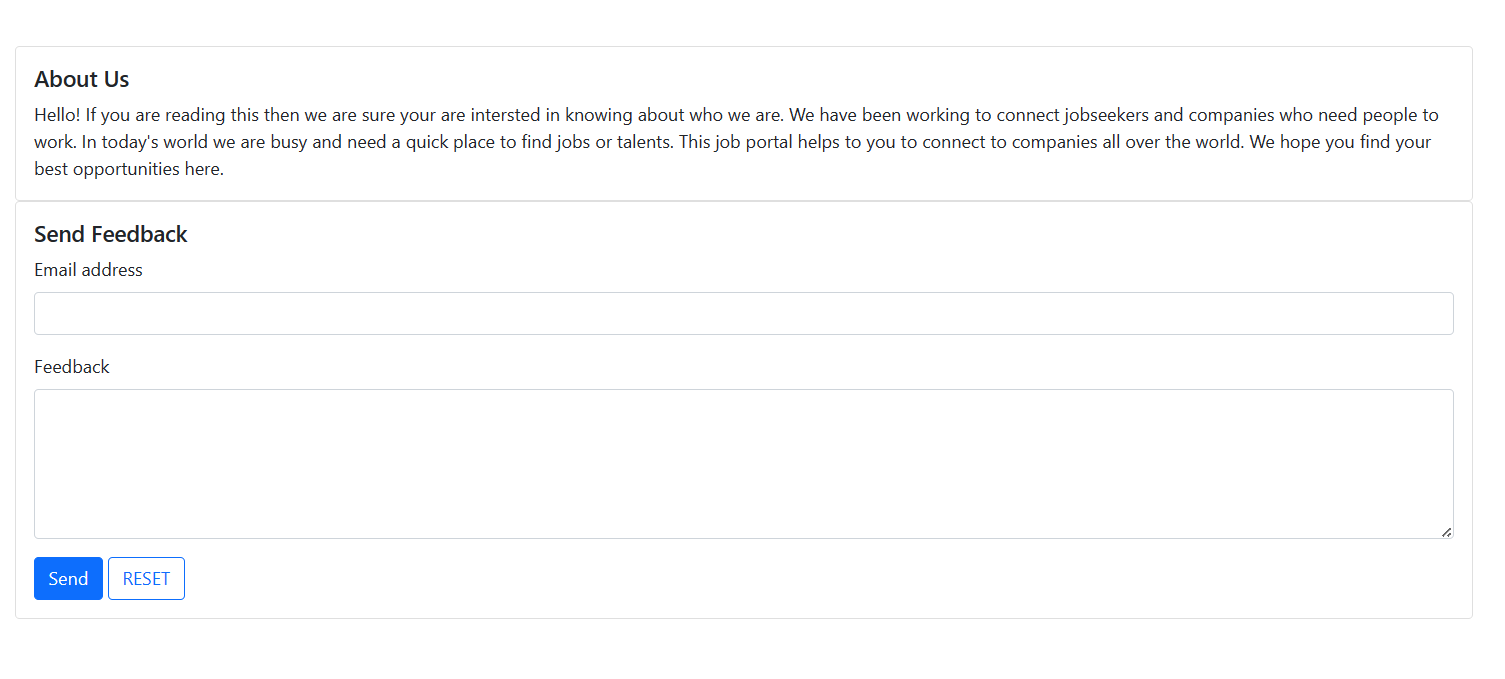 About Us
Hello! If you are reading this then we are sure your are intersted in knowing about who we are. We have been working to connect jobseekers and companies who need people to
work. In today's world we are busy and need a quick place to find jobs or talents. This job portal helps to you to connect to companies all over the world. We hope you find your
best opportunities here.
Send Feedback
Email address
Feedback
Send RESET